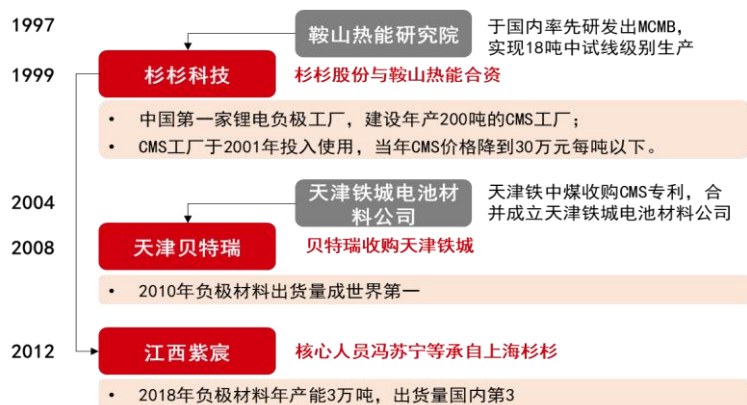 1997
鞍山热能研究院
于国内率先研发出MCMB,
实现18吨中试线级别生产
1999
杉杉科技
杉杉股份与鞍山热能合资
• 中国第一家锂电负极工厂，建设年产200吨的CMS工厂；
• CMS工厂于2001年投入使用，当年CMS价格降到30万元每吨以下。
2004
天津铁城电池材
料公司
天津铁中煤收购CMS专利，合
并成立天津铁城电池材料公司
2008
天津贝特瑞
贝特瑞收购天津铁城
• 2010年负极材料出货量成世界第一
2012
江西紫宸
核心人员冯苏宁等承自上海杉杉
• 2018年负极材料年产能3万吨，出货量国内第3